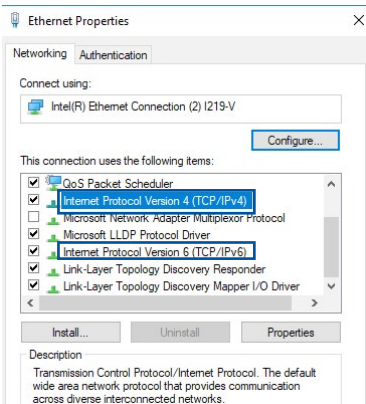 Ethernet Properties
Networking Authentication
Connect using:
Intel(R) Ethernet Connection (2) I219-V
Configure...
This connection uses the following items:
QoS Packet Scheduler
Internet Protocol Version 4 (TCP/IPv4)
Microsoft Network Adapter Multiplexor Protocol
Microsoft LLDP Protocol Driver
Internet Protocol Version 6 (TCP/IPv6)
Link-Layer Topology Discovery Responder
Link-Layer Topology Discovery Mapper I/O Driver
Install... Uninstall Properties
Description
Transmission Control Protocol/Internet Protocol. The default
wide area network protocol that provides communication
across diverse interconnected networks.